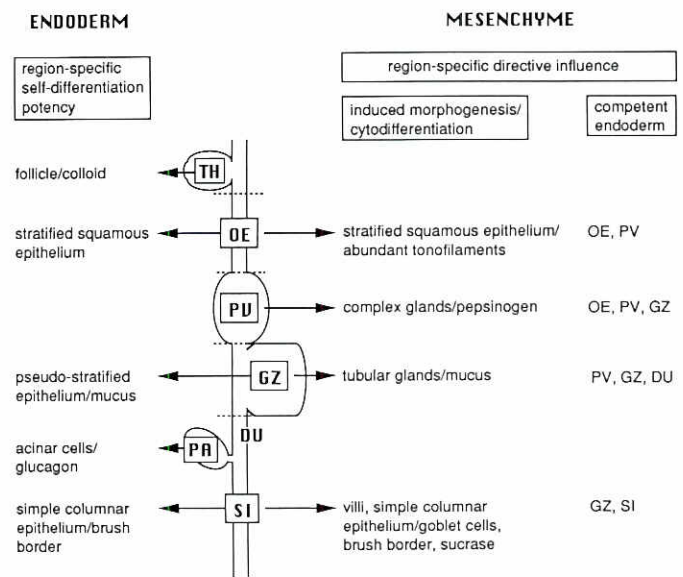 ENDODERM
MESENCHYME
region-specific
self-differentiation
potency
region-specific directive influence
induced morphogenesis/
cytodifferentiation
competent
endoderm
follicle/colloid
TH
stratified squamous
epithelium
OE
stratified squamous epithelium/
abundant tonofilaments
OE, PV
PV
complex glands/pepsinogen
OE, PV, GZ
pseudo-stratified
epithelium/mucus
GZ
tubular glands/mucus
PV, GZ, DU
DU
acinar cells/
glucagon
PA
simple columnar
epithelium/brush
border
SI
villi, simple columnar
epithelium/goblet cells,
brush border, sucrase
GZ, SI